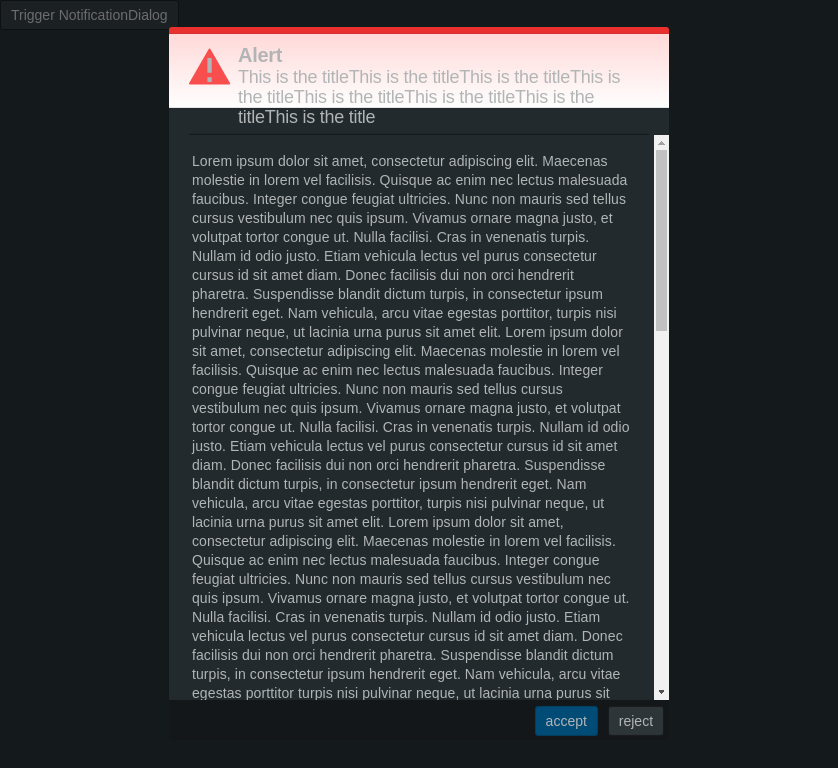 Trigger NotificationDialog
Alert
This is the titleThis is the titleThis is the titleThis is
the titleThis is the titleThis is the titleThis is the
titleThis is the title
Lorem ipsum dolor sit amet, consectetur adipiscing elit. Maecenas
molestie in lorem vel facilisis. Quisque ac enim nec lectus malesuada
faucibus. Integer congue feugiat ultricies. Nunc non mauris sed tellus
cursus vestibulum nec quis ipsum. Vivamus ornare magna justo, et
volutpat tortor congue ut. Nulla facilisi. Cras in venenatis turpis.
Nullam id odio justo. Etiam vehicula lectus vel purus consectetur
cursus id sit amet diam. Donec facilisis dui non orci hendrerit
pharetra. Suspendisse blandit dictum turpis, in consectetur ipsum
hendrerit eget. Nam vehicula, arcu vitae egestas porttitor, turpis nisi
pulvinar neque, ut lacinia urna purus sit amet elit. Lorem ipsum dolor
sit amet, consectetur adipiscing elit. Maecenas molestie in lorem vel
facilisis. Quisque ac enim nec lectus malesuada faucibus. Integer
congue feugiat ultricies. Nunc non mauris sed tellus cursus
vestibulum nec quis ipsum. Vivamus ornare magna justo, et volutpat
tortor congue ut. Nulla facilisi. Cras in venenatis turpis. Nullam id odio
justo. Etiam vehicula lectus vel purus consectetur cursus id sit amet
diam. Donec facilisis dui non orci hendrerit pharetra. Suspendisse
blandit dictum turpis, in consectetur ipsum hendrerit eget. Nam
vehicula, arcu vitae egestas porttitor, turpis nisi pulvinar neque, ut
lacinia urna purus sit amet elit. Lorem ipsum dolor sit amet,
consectetur adipiscing elit. Maecenas molestie in lorem vel facilisis.
Quisque ac enim nec lectus malesuada faucibus. Integer congue
feugiat ultricies. Nunc non mauris sed tellus cursus vestibulum nec
quis ipsum. Vivamus ornare magna justo, et volutpat tortor congue ut.
Nulla facilisi. Cras in venenatis turpis. Nullam id odio justo. Etiam
vehicula lectus vel purus consectetur cursus id sit amet diam. Donec
facilisis dui non orci hendrerit pharetra. Suspendisse blandit dictum
turpis, in consectetur ipsum hendrerit eget. Nam vehicula, arcu vitae
egestas porttitor turpis nisi pulvinar neque, ut lacinia urna purus sit
accept
reject